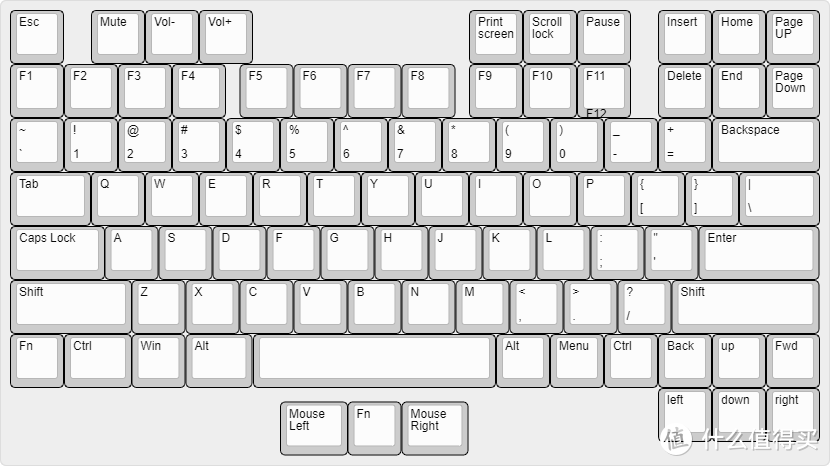 Esc Mute Vol- Vol+ Print Scroll Pause Insert Home Page
screen lock UP
F1 F2 F3 F4 F5 F6 F7 F8 F9 F10 F11 Delete End Page
Down
F12
~ ! @ # $ % ^ & * ( ) _ + Backspace
` 1 2 3 4 5 6 7 8 9 0 - =
Tab Q W E R T Y U I O P { } |
[ ] \
Caps Lock A S D F G H J K L : " Enter
; '
Shift Z X C V B N M < > ? Shift
, . /
Fn Ctrl Win Alt Alt Menu Ctrl Back up Fwd
left down right
Mouse Fn Mouse
Left Right
值 什么值得买